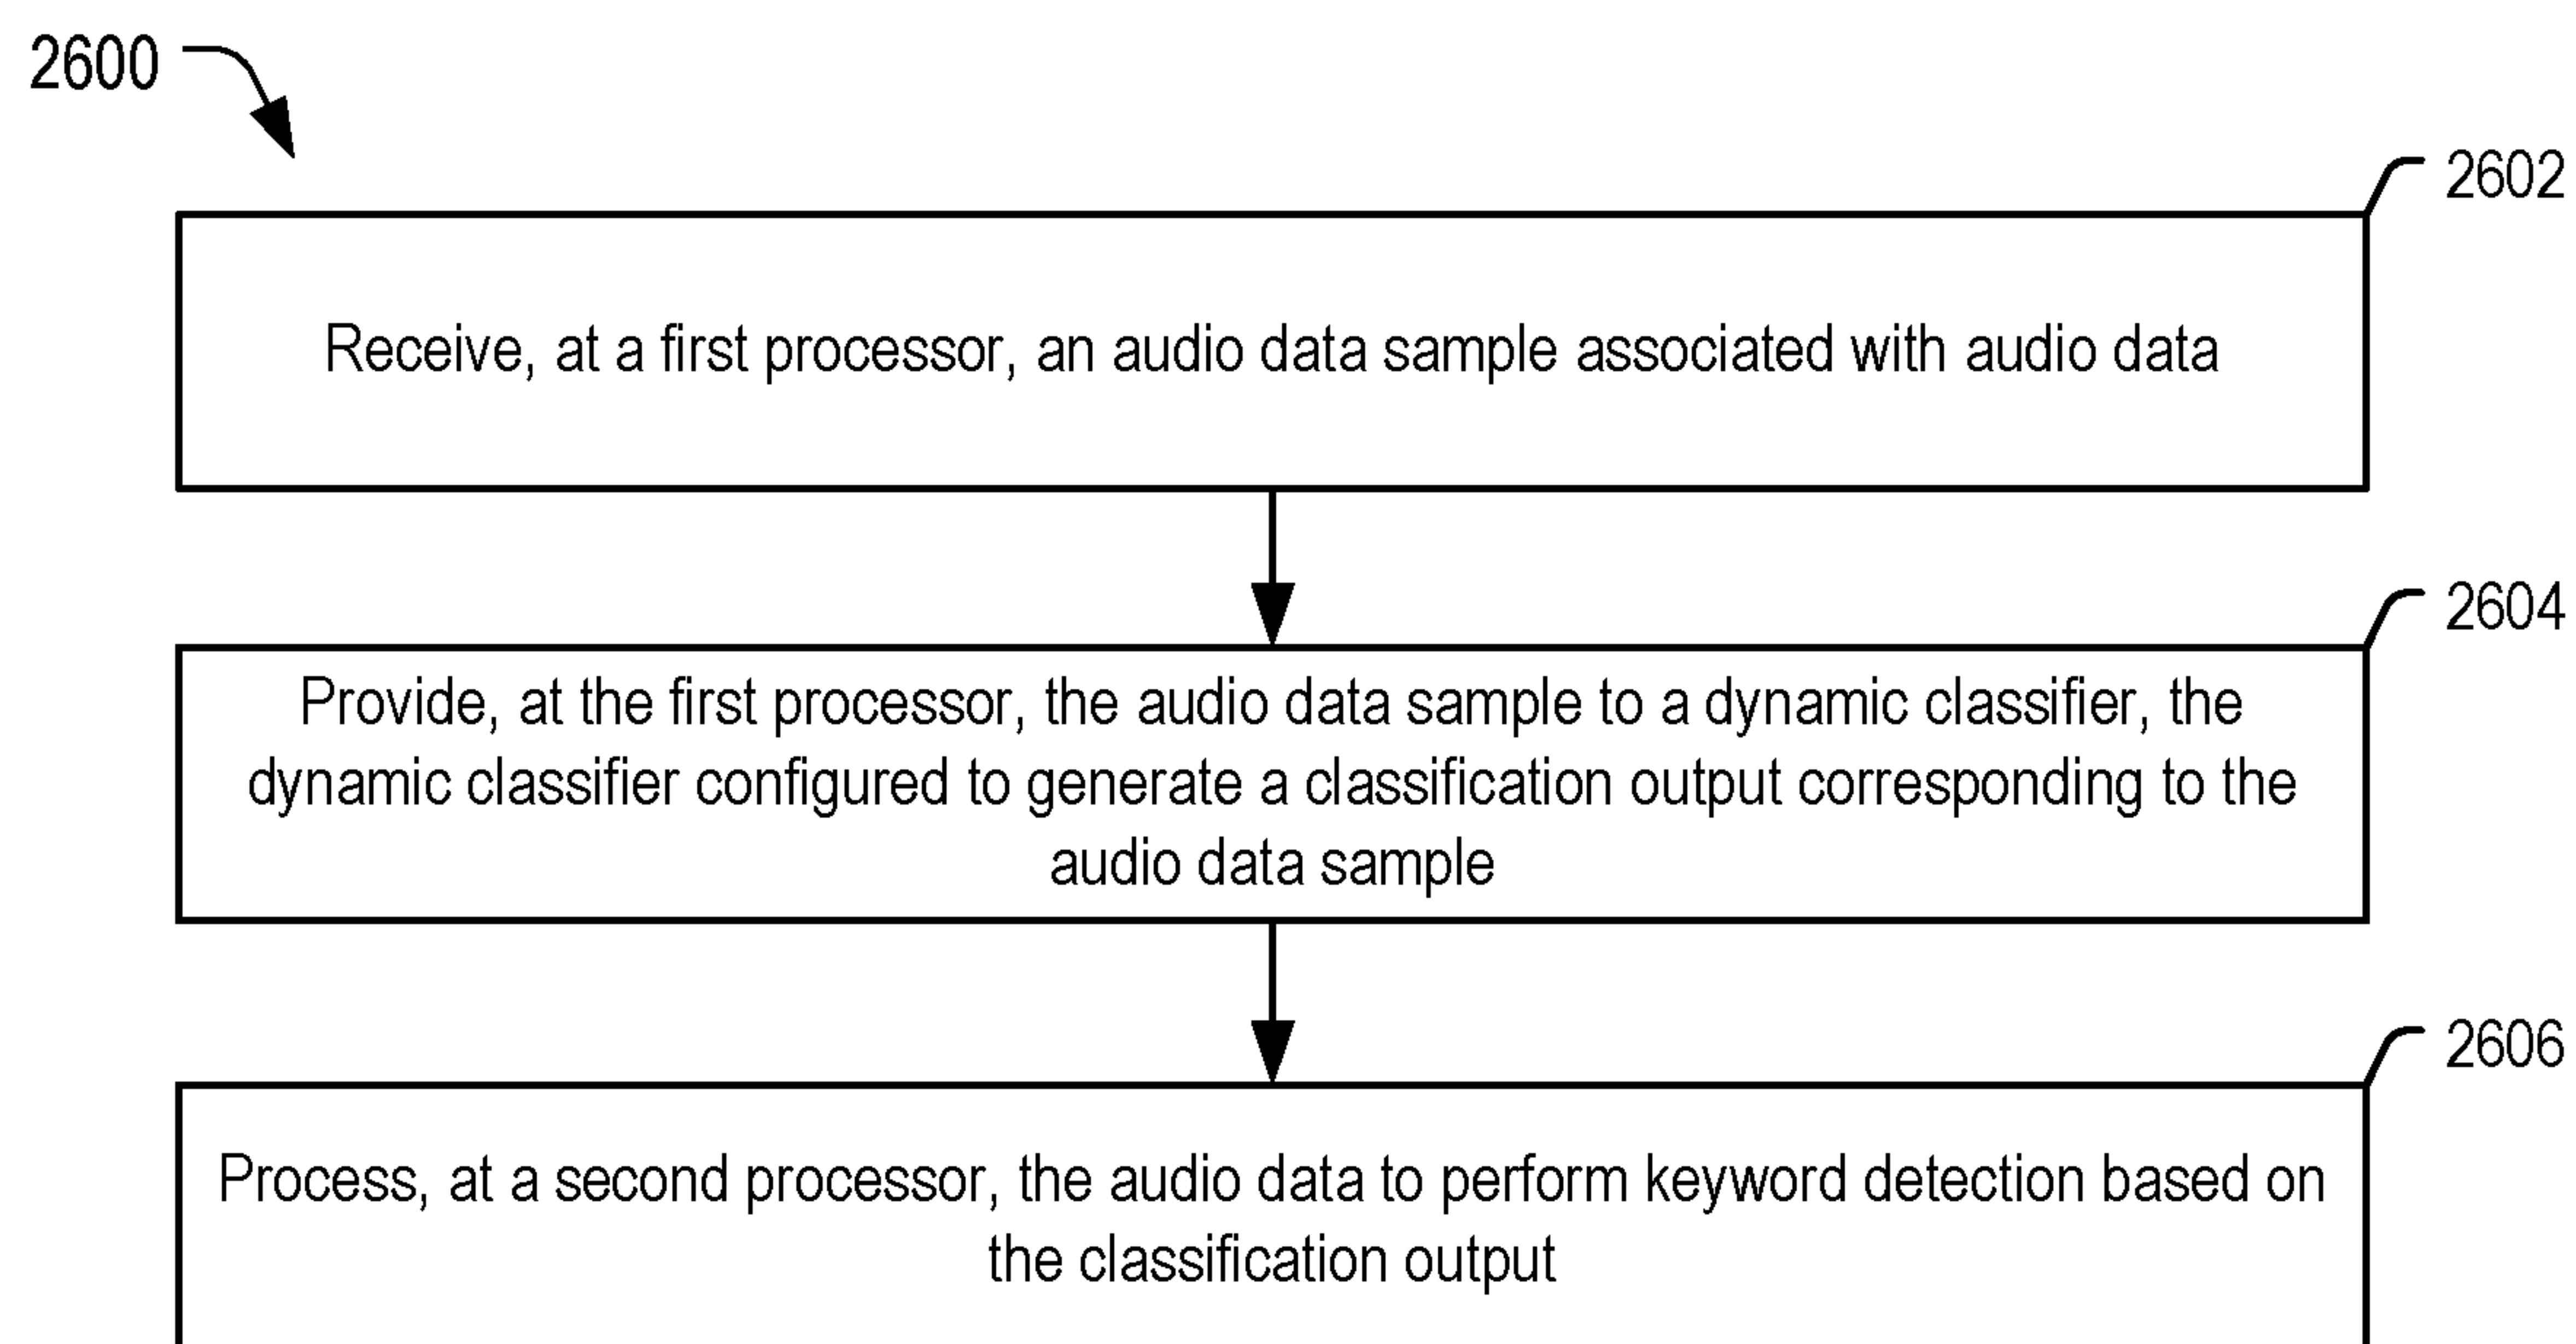 2600
2602
Receive, at a first processor, an audio data sample associated with audio data
2604
Provide, at the first processor, the audio data sample to a dynamic classifier, the
dynamic classifier configured to generate a classification output corresponding to the
audio data sample
2606
Process, at a second processor, the audio data to perform keyword detection based on
the classification output